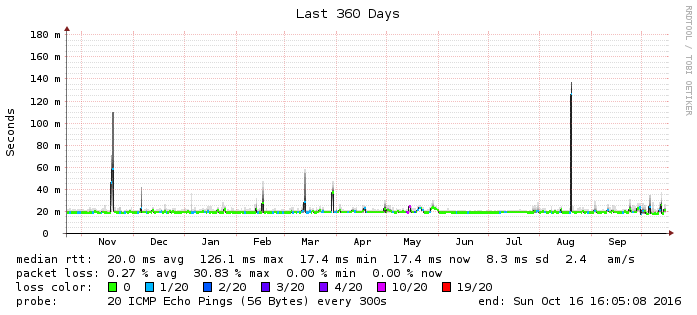 Last 360 Days
RRDTOOL / TOBI OETIKER
Seconds
180 m
160 m
140 m
120 m
100 m
80 m
60 m
40 m
20 m
0
Nov Dec Jan Feb Mar Apr May Jun Jul Aug Sep
median rtt: 20.0 ms avg 126.1 ms max 17.4 ms min 17.4 ms now 8.3 ms sd 2.4 am/s
packet loss: 0.27 % avg 30.83 % max 0.00 % min 0.00 % now
loss color: 0 1/20 2/20 3/20 4/20 10/20 19/20
probe: 20 ICMP Echo Pings (56 Bytes) every 300s end: Sun Oct 16 16:05:08 2016